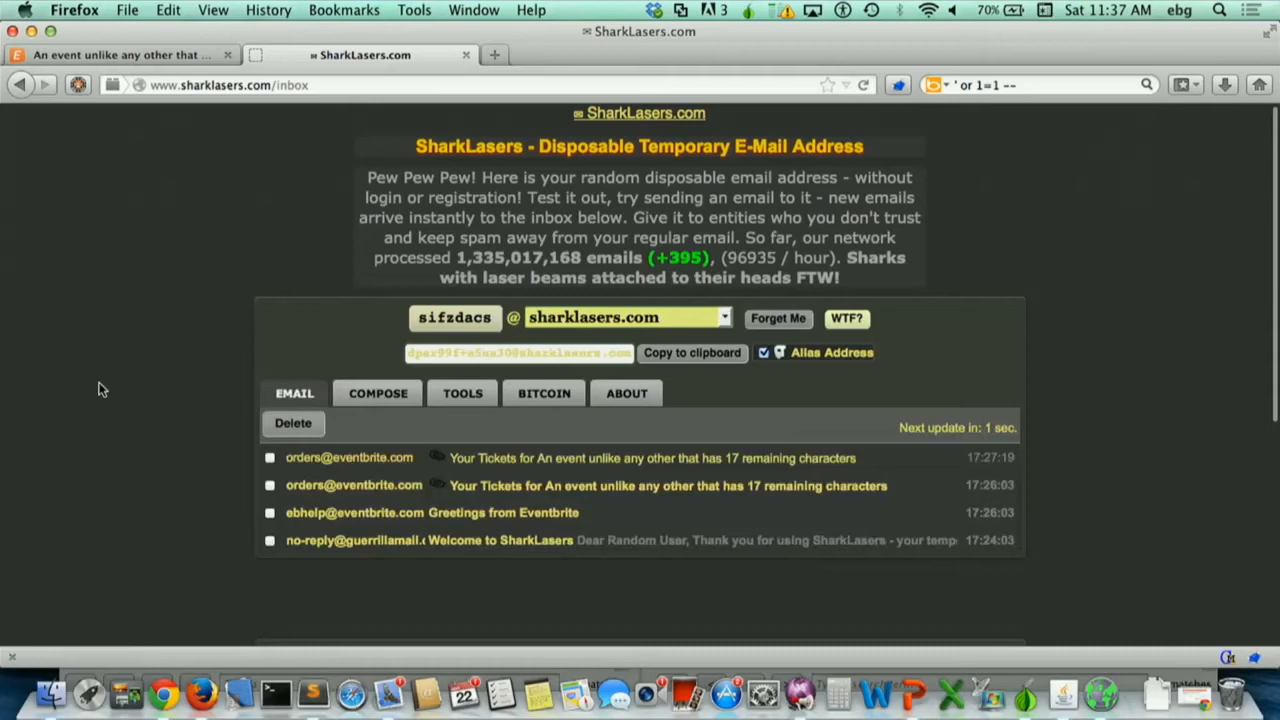 Firefox File Edit View History Bookmarks Tools Window Help 3 70% Sat 11:37 AM ebg
SharkLasers.com
An event unlike any other that ... SharkLasers.com
www.sharklasers.com/inbox ' or 1=1 --
SharkLasers.com
SharkLasers - Disposable Temporary E-Mail Address
Pew Pew Pew! Here is your random disposable email address - without
login or registration! Test it out, try sending an email to it - new emails
arrive instantly to the inbox below. Give it to entities who you don't trust
and keep spam away from your regular email. So far, our network
processed 1,335,017,168 emails (+395), (96935 / hour). Sharks
with laser beams attached to their heads FTW!
sifzdacs @ sharklasers.com Forget Me WTF?
Copy to clipboard Alias Address
EMAIL COMPOSE TOOLS BITCOIN ABOUT
Delete
Next update in: 1 sec.
orders@eventbrite.com Your Tickets for An event unlike any other that has 17 remaining characters 17:27:19
orders@eventbrite.com Your Tickets for An event unlike any other that has 17 remaining characters 17:26:03
ebhelp@eventbrite.com Greetings from Eventbrite 17:26:03
no-reply@guerrillamail.c Welcome to SharkLasers Dear Random User, Thank you for using SharkLasers - your temp 17:24:03
22